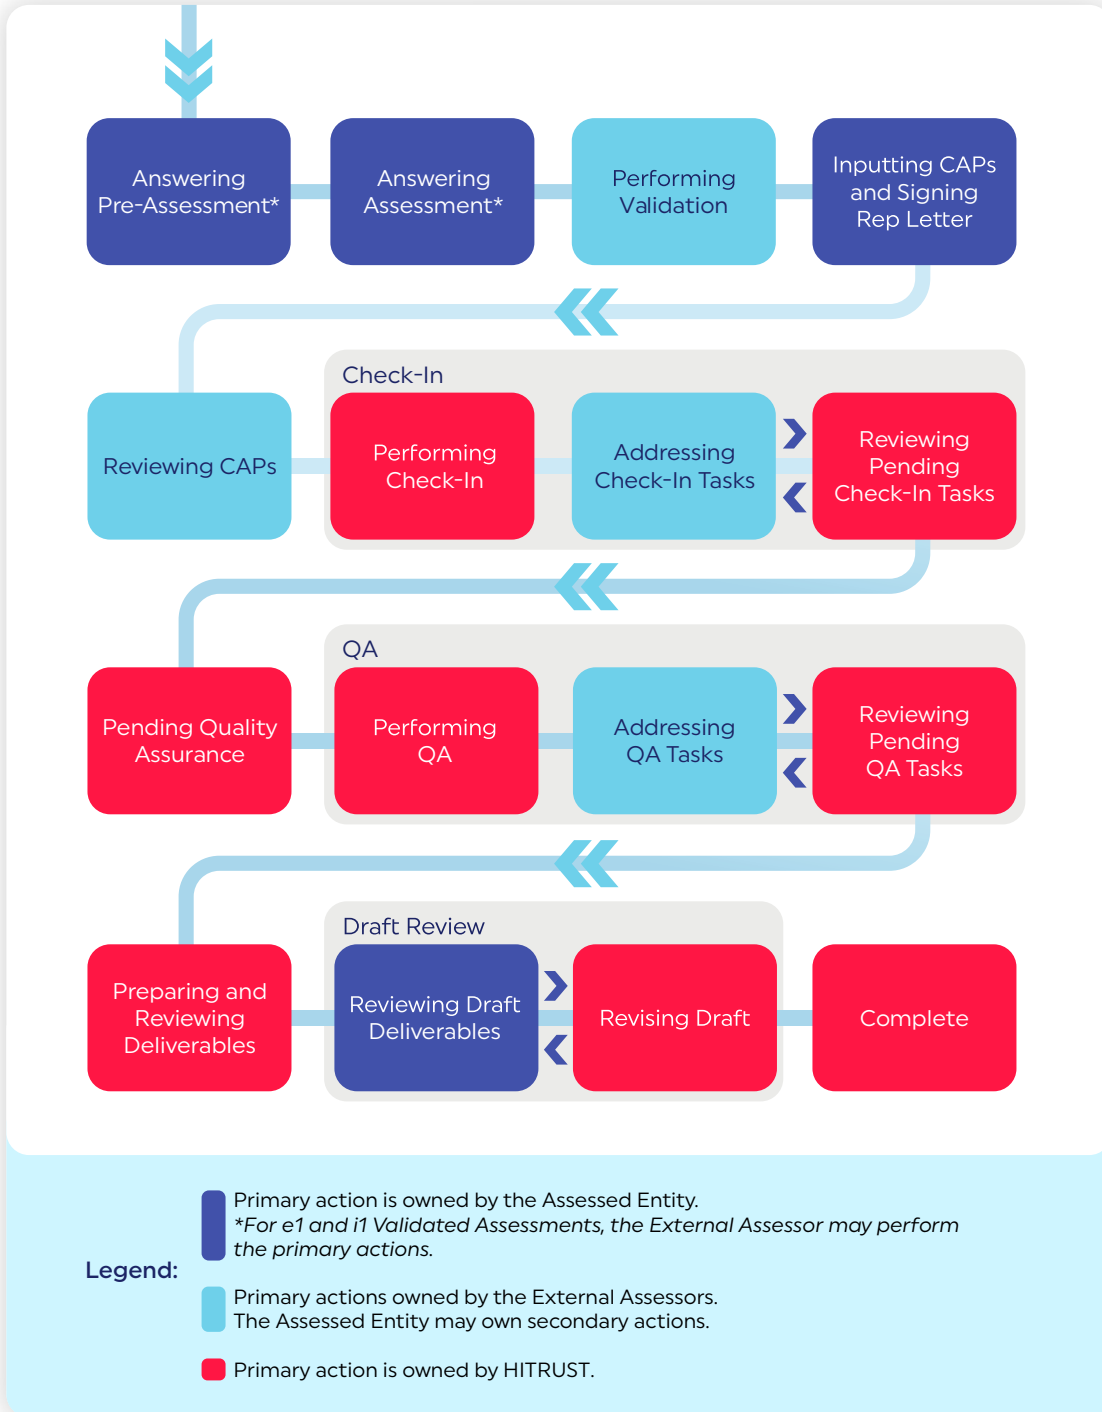 Answering
Pre-Assessment*
Answering
Assessment*
Performing
Validation
Inputting CAPs
and Signing
Rep Letter
Reviewing CAPs
Check-In
Performing
Check-In
Addressing
Check-In Tasks
Reviewing
Pending
Check-In Tasks
Pending Quality
Assurance
QA
Performing
QA
Addressing
QA Tasks
Reviewing
Pending
QA Tasks
Preparing and
Reviewing
Deliverables
Draft Review
Reviewing Draft
Deliverables
Revising Draft
Complete
Legend:
Primary action is owned by the Assessed Entity.
*For e1 and i1 Validated Assessments, the External Assessor may perform
the primary actions.
Primary actions owned by the External Assessors.
The Assessed Entity may own secondary actions.
Primary action is owned by HITRUST.